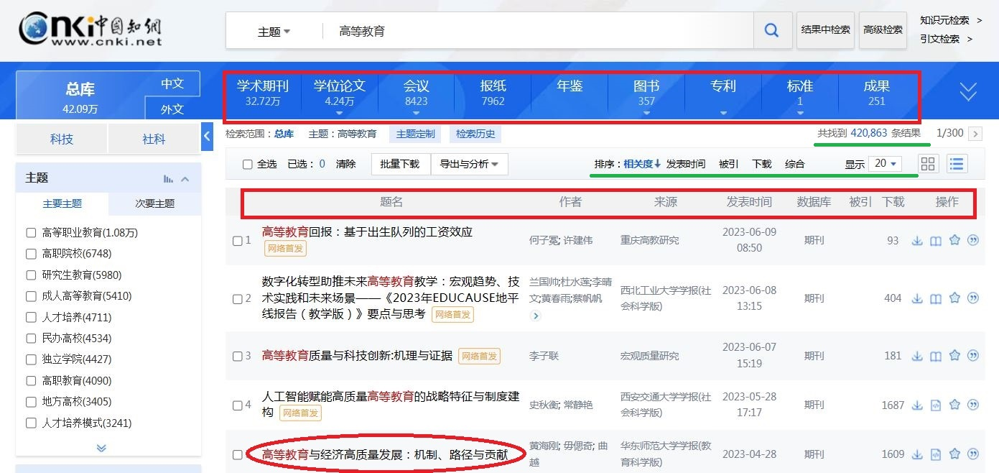 cnki中国知网
www.cnki.net
主题
高等教育
结果中检索
高级检索
知识元检索 >
引文检索 >
总库
42.09万
中文
外文
学术期刊
32.72万
学位论文
4.24万
会议
8423
报纸
7962
年鉴
图书
357
专利
标准
1
成果
251
科技
社科
检索范围：总库 主题：高等教育 主题定制 检索历史 共找到 420,863 条结果 1/300 >
全选 已选：0 清除 批量下载 导出与分析 排序：相关度↓ 发表时间 被引 下载 综合 显示 20
主题
主要主题 次要主题
高等职业教育(1.08万)
高职院校(6748)
研究生教育(5980)
成人高等教育(5410)
人才培养(4711)
民办高校(4534)
独立学院(4427)
高职教育(4090)
地方高校(3405)
人才培养模式(3241)
题名 作者 来源 发表时间 数据库 被引 下载 操作
1 高等教育回报：基于出生队列的工资效应
网络首发
何子冕; 许建伟
重庆高教研究
2023-06-09
08:50
期刊
93
2 数字化转型助推未来高等教育教学：宏观趋势、技
术实践和未来场景——《2023年EDUCAUSE地平
线报告（教学版）》要点与思考 网络首发
兰国帅;杜水莲;李晴
文;黄春雨;蔡帆帆
西北工业大学学报(社
会科学版)
2023-06-08
13:15
期刊
404
3 高等教育质量与科技创新:机理与证据 网络首发
李子联
宏观质量研究
2023-06-07
15:19
期刊
181
4 人工智能赋能高质量高等教育的战略特征与制度建
构 网络首发
史秋衡; 常静艳
西安交通大学学报(社
会科学版)
2023-05-28
17:17
期刊
1687
高等教育与经济高质量发展：机制、路径与贡献
黄海刚; 毋偲奇; 曲
越
华东师范大学学报(教
育科学版)
2023-04-28
期刊
1609